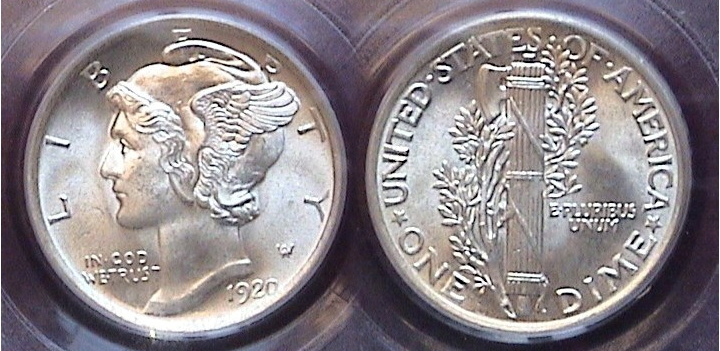 LIBERTY
IN·GOD
WE TRUST
W
1920
UNITED·STATES·OF·AMERICA
E·PLURIBUS
UNUM
ONE DIME